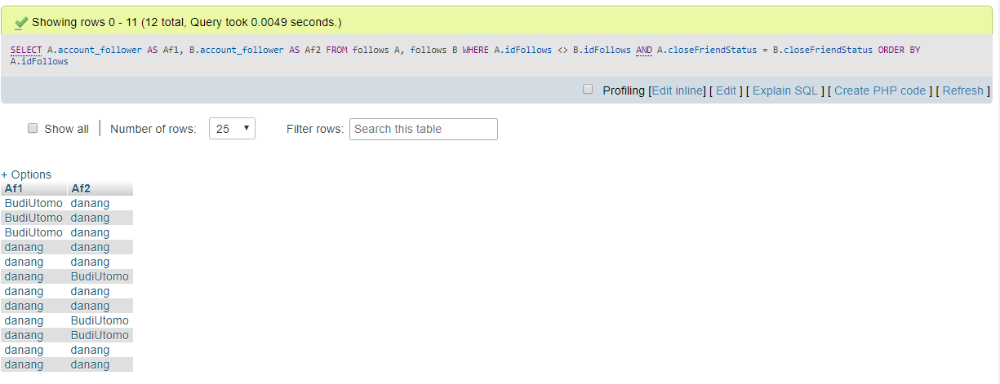 Showing rows 0 - 11 (12 total, Query took 0.0049 seconds.)
SELECT A.account_follower AS Af1, B.account_follower AS Af2 FROM follows A, follows B WHERE A.idFollows <> B.idFollows AND A.closeFriendStatus = B.closeFriendStatus ORDER BY
A.idFollows
Profiling [Edit inline] [ Edit ] [ Explain SQL ] [ Create PHP code ] [ Refresh ]
Show all | Number of rows: 25 Filter rows: Search this table
+ Options
Af1 Af2
BudiUtomo danang
BudiUtomo danang
BudiUtomo danang
danang danang
danang danang
danang BudiUtomo
danang danang
danang danang
danang BudiUtomo
danang BudiUtomo
danang danang
danang danang